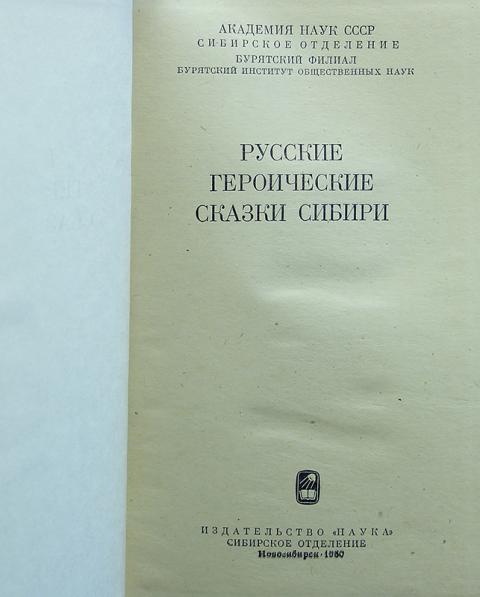 АКАДЕМИЯ НАУК СССР
СИБИРСКОЕ ОТДЕЛЕНИЕ
БУРЯТСКИЙ ФИЛИАЛ
БУРЯТСКИЙ ИНСТИТУТ ОБЩЕСТВЕННЫХ НАУК
РУССКИЕ
ГЕРОИЧЕСКИЕ
СКАЗКИ СИБИРИ
ИЗДАТЕЛЬСТВО «НАУКА»
СИБИРСКОЕ ОТДЕЛЕНИЕ
Новосибирск·1980